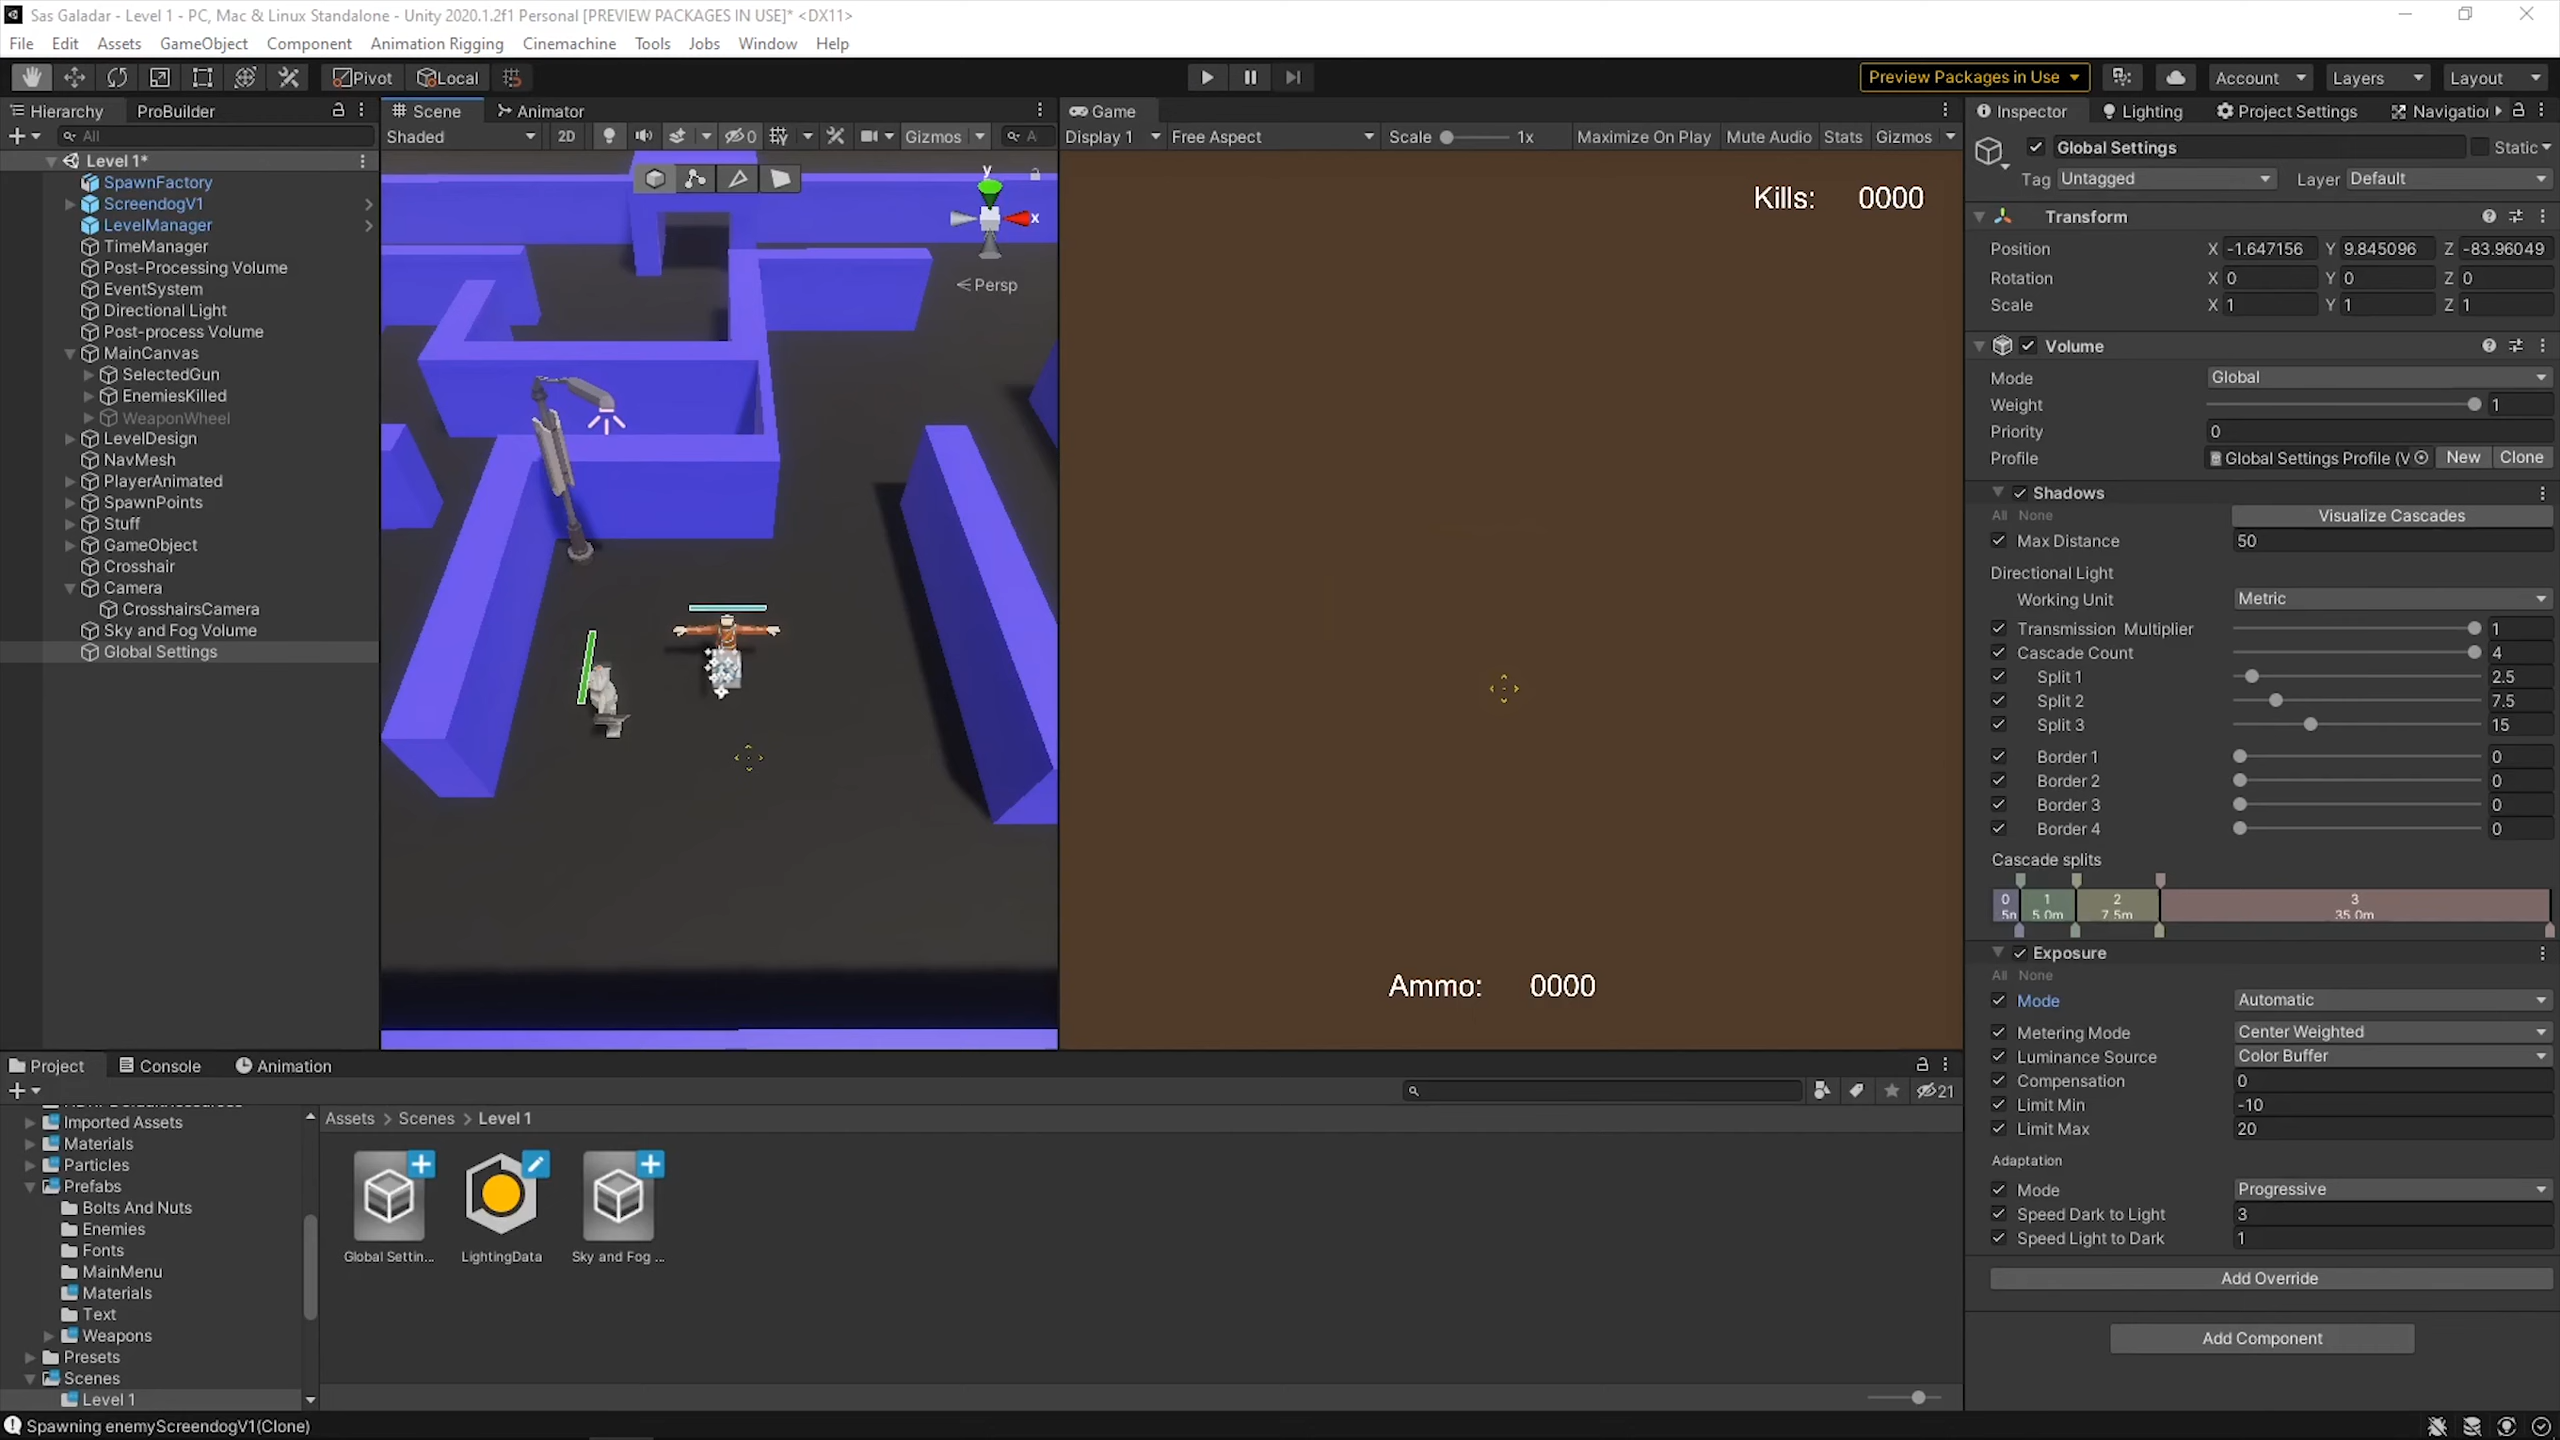 Sas Galadar - Level 1 - PC, Mac & Linux Standalone - Unity 2020.1.2f1 Personal [PREVIEW PACKAGES IN USE]* <DX11>
File Edit Assets GameObject Component Animation Rigging Cinemachine Tools Jobs Window Help
Pivot Local Preview Packages in Use Account Layers Layout
Hierarchy ProBuilder Scene Animator Game Inspector Lighting Project Settings Navigation
All Shaded 2D 0 Gizmos A Display 1 Free Aspect Scale 1x Maximize On Play Mute Audio Stats Gizmos
Level 1*
SpawnFactory
ScreendogV1
LevelManager
TimeManager
Post-Processing Volume
EventSystem
Directional Light
Post-process Volume
MainCanvas
SelectedGun
EnemiesKilled
WeaponWheel
LevelDesign
NavMesh
PlayerAnimated
SpawnPoints
Stuff
GameObject
Crosshair
Camera
CrosshairsCamera
Sky and Fog Volume
Global Settings
y
x
Persp
Kills: 0000
Ammo: 0000
Global Settings Static
Tag Untagged Layer Default
Transform
Position X -1.647156 Y 9.845096 Z -83.96049
Rotation X 0 Y 0 Z 0
Scale X 1 Y 1 Z 1
Volume
Mode Global
Weight 1
Priority 0
Profile Global Settings Profile (V New Clone
Shadows
All None Visualize Cascades
Max Distance 50
Directional Light
Working Unit Metric
Transmission Multiplier 1
Cascade Count 4
Split 1 2.5
Split 2 7.5
Split 3 15
Border 1 0
Border 2 0
Border 3 0
Border 4 0
Cascade splits
0 1 2 3
5n 5.0m 7.5m 35.0m
Exposure
All None
Mode Automatic
Metering Mode Center Weighted
Luminance Source Color Buffer
Compensation 0
Limit Min -10
Limit Max 20
Adaptation
Mode Progressive
Speed Dark to Light 3
Speed Light to Dark 1
Add Override
Add Component
Project Console Animation
21
Imported Assets
Materials
Particles
Prefabs
Bolts And Nuts
Enemies
Fonts
MainMenu
Materials
Text
Weapons
Presets
Scenes
Level 1
Assets > Scenes > Level 1
Global Settin... LightingData Sky and Fog ...
Spawning enemyScreendogV1(Clone)